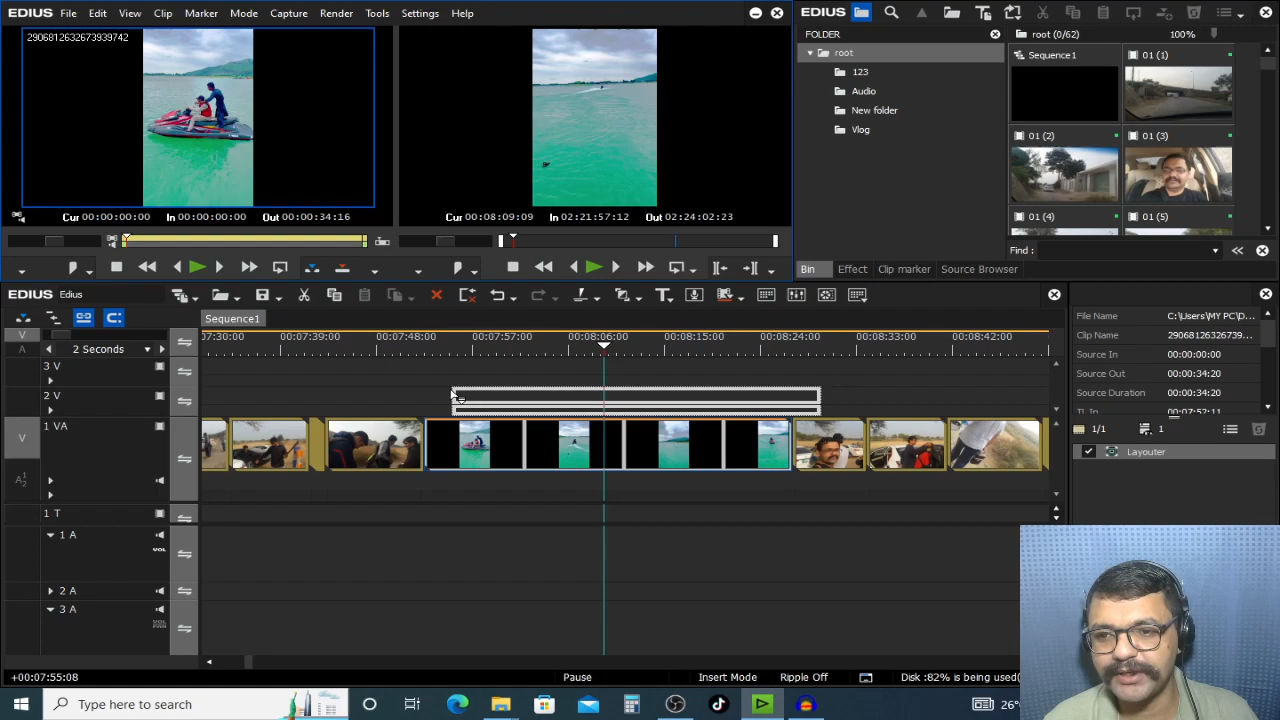 EDIUS File Edit View Clip Marker Mode Capture Render Tools Settings Help
EDIUS
2906812632673939742
FOLDER
root (0/62) 100%
root
123
Audio
New folder
Vlog
Sequence1
01 (1)
01 (2)
01 (3)
01 (4)
01 (5)
Cur 00:00:00:00 In 00:00:00:00 Out 00:00:34:16
Cur 00:08:09:09 In 02:21:57:12 Out 02:24:02:23
Find :
Bin Effect Clip marker Source Browser
EDIUS Edius
Sequence1
V
A
2 Seconds
7:30:00 00:07:39:00 00:07:48:00 00:07:57:00 00:08:06:00 00:08:15:00 00:08:24:00 00:08:33:00 00:08:42:00
3 V
2 V
V
1 VA
A12
1 T
1 A
VOL
2 A
3 A
VOL PAN
File Name C:\Users\MY PC\D...
Clip Name 29068126326739...
Source In 00:00:00:00
Source Out 00:00:34:20
Source Duration 00:00:34:20
TL In 00:07:52:11
1/1 1
Layouter
+00:07:55:08 Pause Insert Mode Ripple Off Disk :82% is being used(
Type here to search
26°